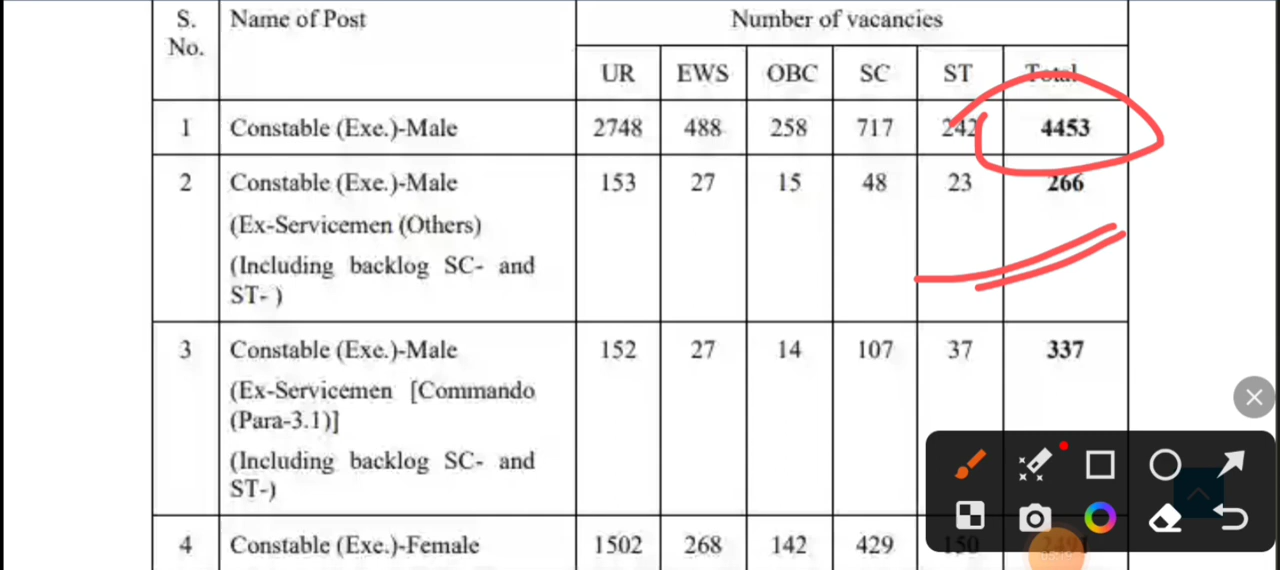 S. No. Name of Post Number of vacancies
UR EWS OBC SC ST Total
1 Constable (Exe.)-Male 2748 488 258 717 242 4453
2 Constable (Exe.)-Male 153 27 15 48 23 266
(Ex-Servicemen (Others)
(Including backlog SC- and
ST- )
3 Constable (Exe.)-Male 152 27 14 107 37 337
(Ex-Servicemen [Commando
(Para-3.1)]
(Including backlog SC- and
ST-)
4 Constable (Exe.)-Female 1502 268 142 429 150 2491